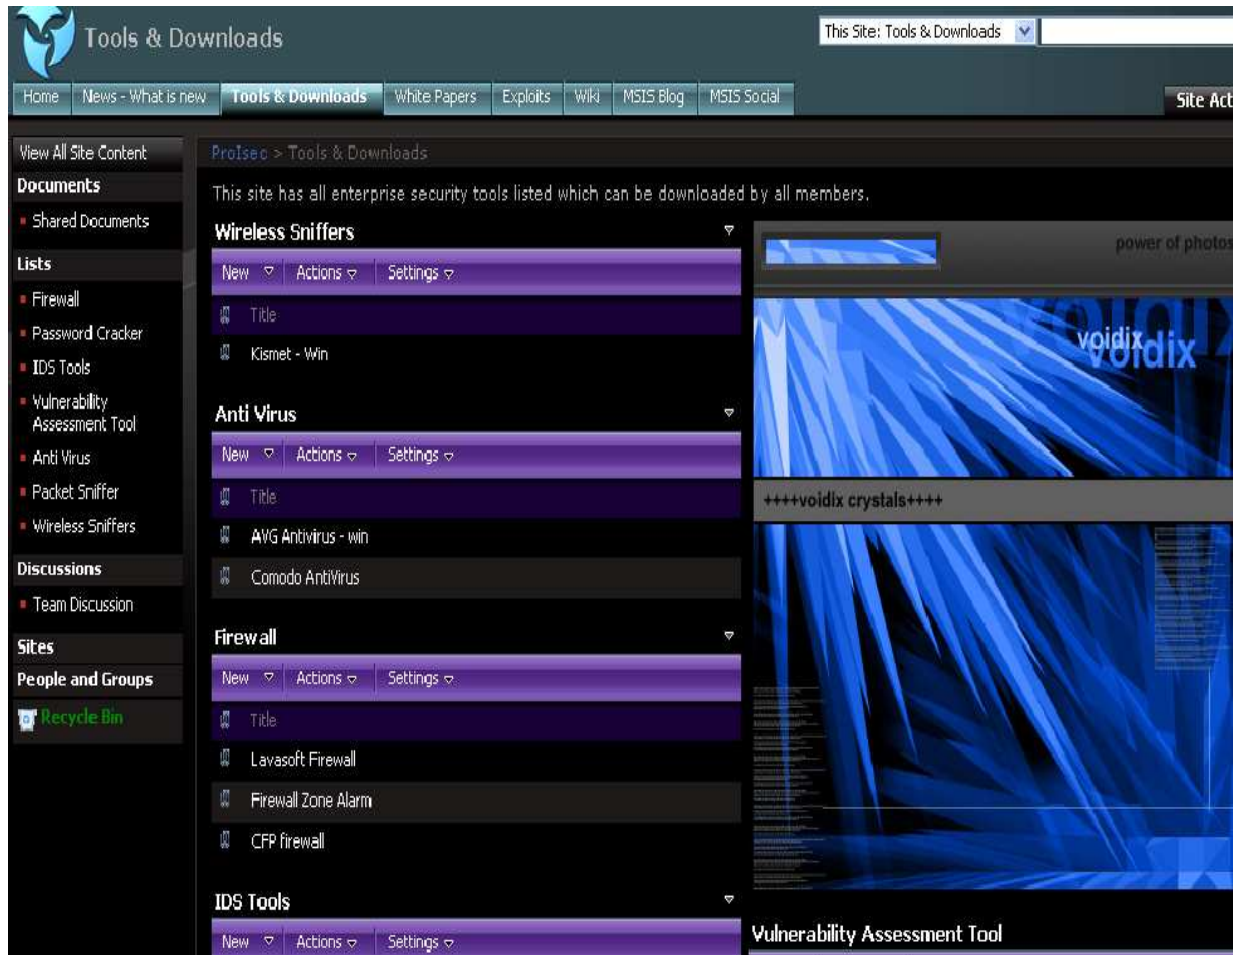 Tools & Downloads
This Site: Tools & Downloads
Home
News - What is new
Tools & Downloads
White Papers
Exploits
Wiki
MSIS Blog
MSIS Social
Site Act
View All Site Content
Documents
Shared Documents
Lists
Firewall
Password Cracker
IDS Tools
Vulnerability
Assessment Tool
Anti Virus
Packet Sniffer
Wireless Sniffers
Discussions
Team Discussion
Sites
People and Groups
Recycle Bin
ProIsec > Tools & Downloads
This site has all enterprise security tools listed which can be downloaded by all members.
Wireless Sniffers
New Actions Settings
Title
Kismet - Win
Anti Virus
New Actions Settings
Title
AVG Antivirus - win
Comodo AntiVirus
Firewall
New Actions Settings
Title
Lavasoft Firewall
Firewall Zone Alarm
CFP firewall
IDS Tools
New Actions Settings
power of photos
voidix
voidix
voidix
++++voidix crystals++++
Vulnerability Assessment Tool